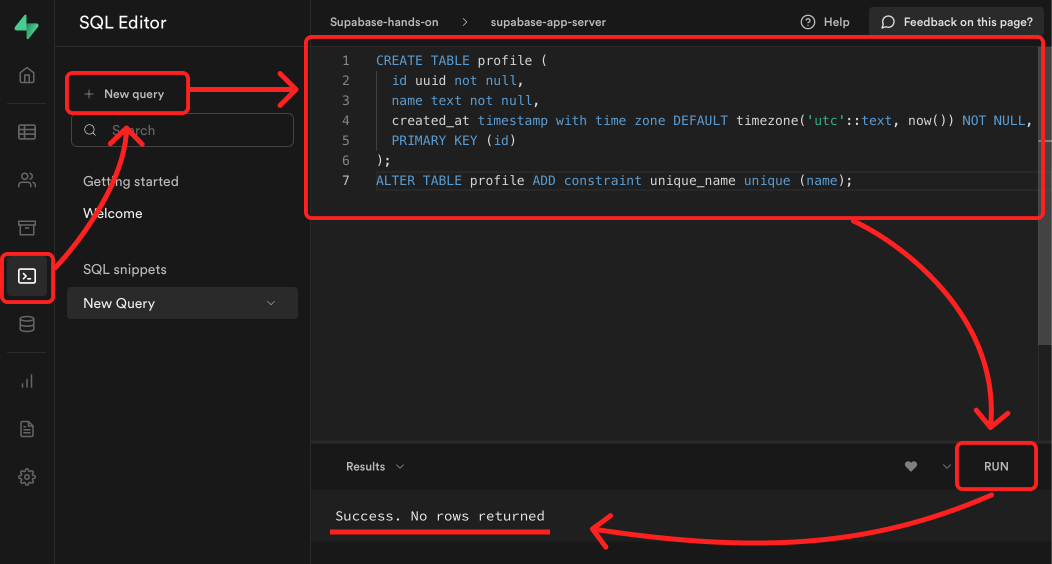 SQL Editor
Supabase-hands-on > supabase-app-server
Help
Feedback on this page?
+ New query
Search
Getting started
Welcome
SQL snippets
New Query
1 CREATE TABLE profile (
2 id uuid not null,
3 name text not null,
4 created_at timestamp with time zone DEFAULT timezone('utc'::text, now()) NOT NULL,
5 PRIMARY KEY (id)
6 );
7 ALTER TABLE profile ADD constraint unique_name unique (name);
Results
RUN
Success. No rows returned